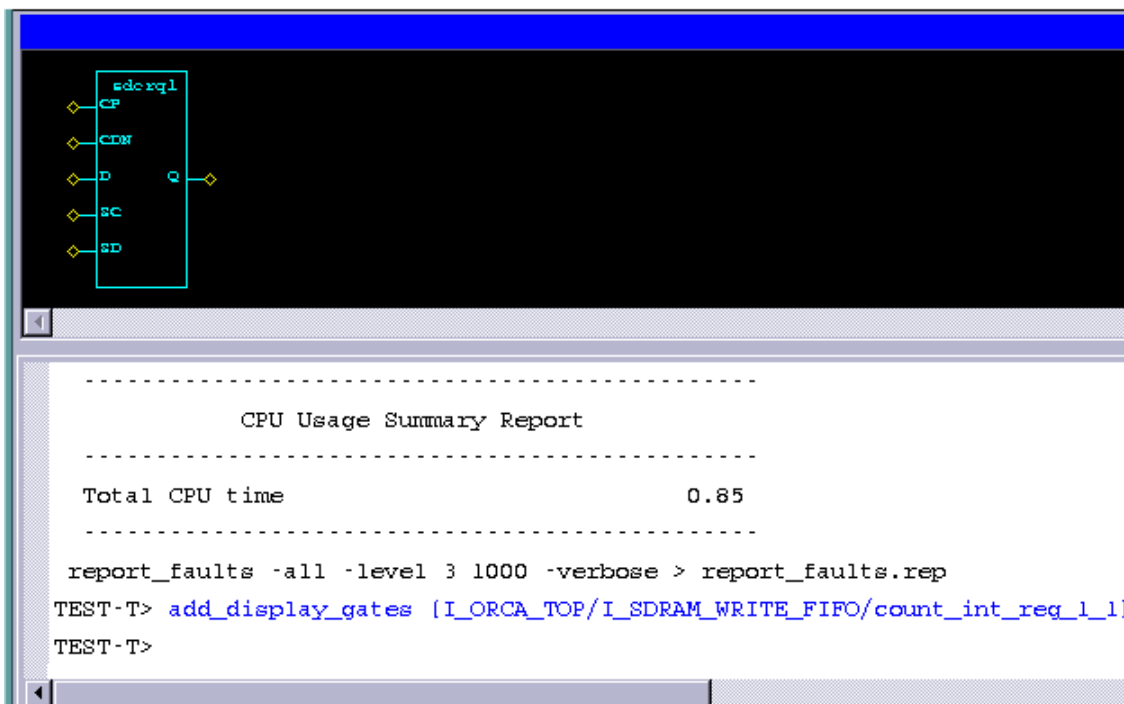 sdcrq1
CP
CDN
D Q
SC
SD
------------------------------------------------
CPU Usage Summary Report
------------------------------------------------
Total CPU time 0.85
------------------------------------------------
report_faults -all -level 3 1000 -verbose > report_faults.rep
TEST-T> add_display_gates [I_ORCA_TOP/I_SDRAM_WRITE_FIFO/count_int_reg_1_1]
TEST-T>